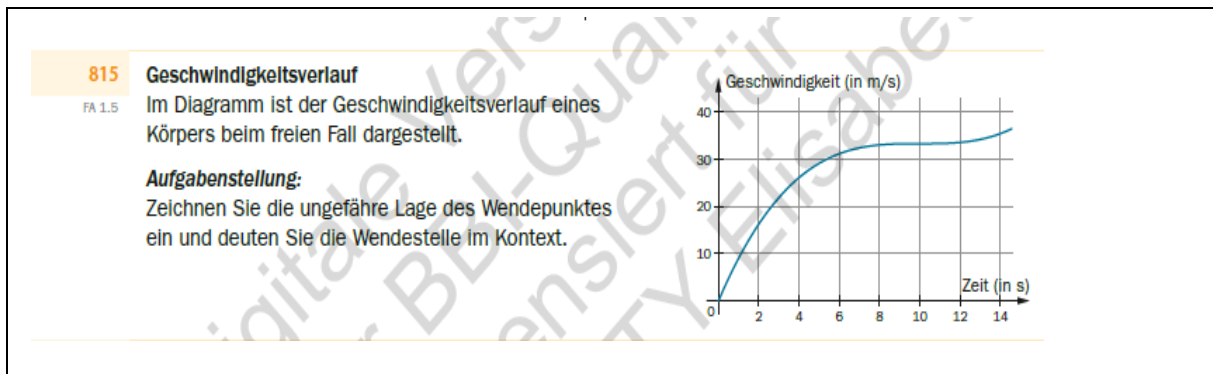 815 Geschwindigkeitsverlauf
FA 1.5 Im Diagramm ist der Geschwindigkeitsverlauf eines
Körpers beim freien Fall dargestellt.
Aufgabenstellung:
Zeichnen Sie die ungefähre Lage des Wendepunktes
ein und deuten Sie die Wendestelle im Kontext.
Geschwindigkeit (in m/s)
40
30
20
10
Zeit (in s)
0 2 4 6 8 10 12 14